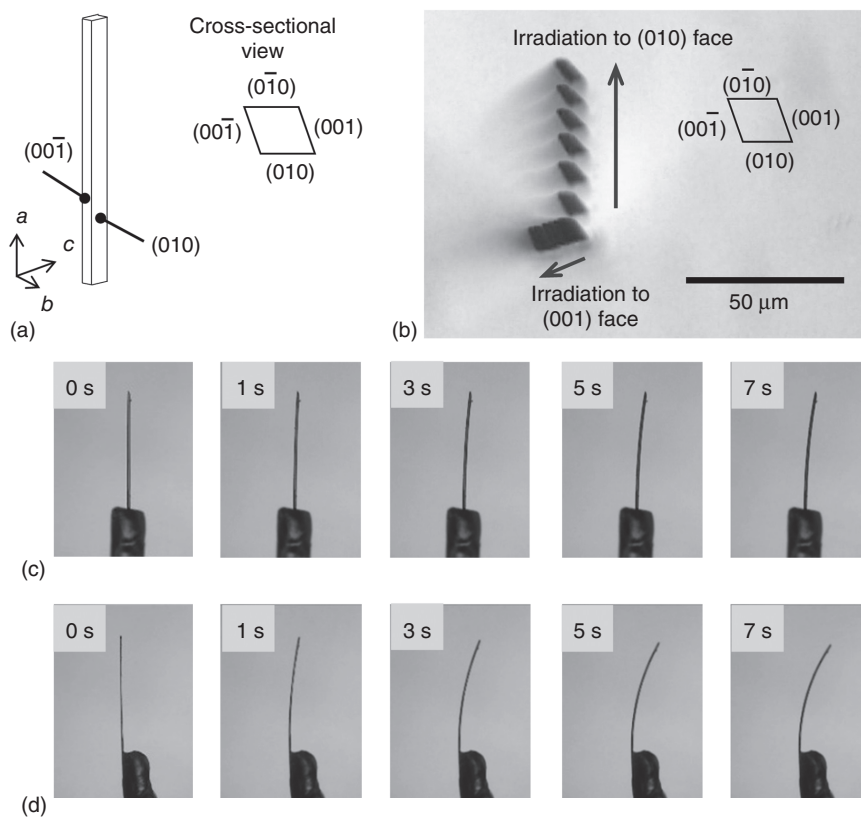 Cross-sectional
view
(01̅0)
(001̅)
(001)
(010)
(001̅)
a
c
b
(010)
(a)
Irradiation to (010) face
(01̅0)
(001̅)
(001)
(010)
Irradiation to
(001) face
50 μm
(b)
0 s
1 s
3 s
5 s
7 s
(c)
0 s
1 s
3 s
5 s
7 s
(d)